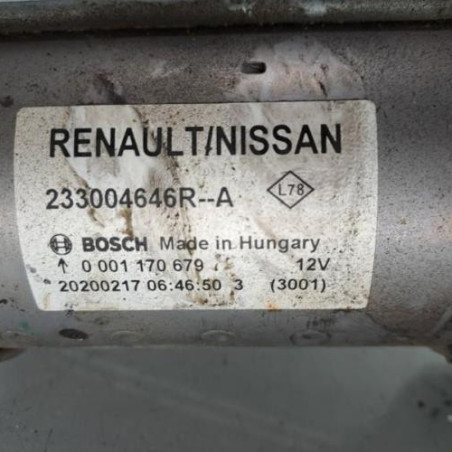 RENAULT/NISSAN
233004646R--A
L78
BOSCH Made in Hungary
↑ 0 001 170 679 12V
20200217 06:46:50 3 (3001)